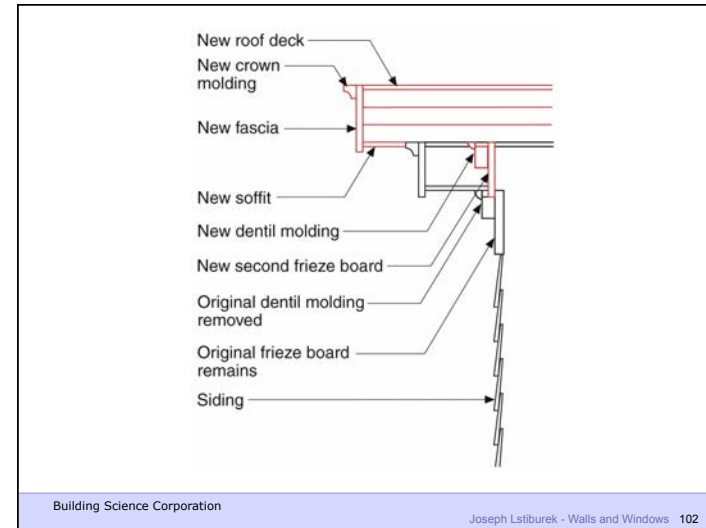 New roof deck
New crown
molding
New fascia
New soffit
New dentil molding
New second frieze board
Original dentil molding
removed
Original frieze board
remains
Siding
Building Science Corporation
Joseph Lstiburek - Walls and Windows 102